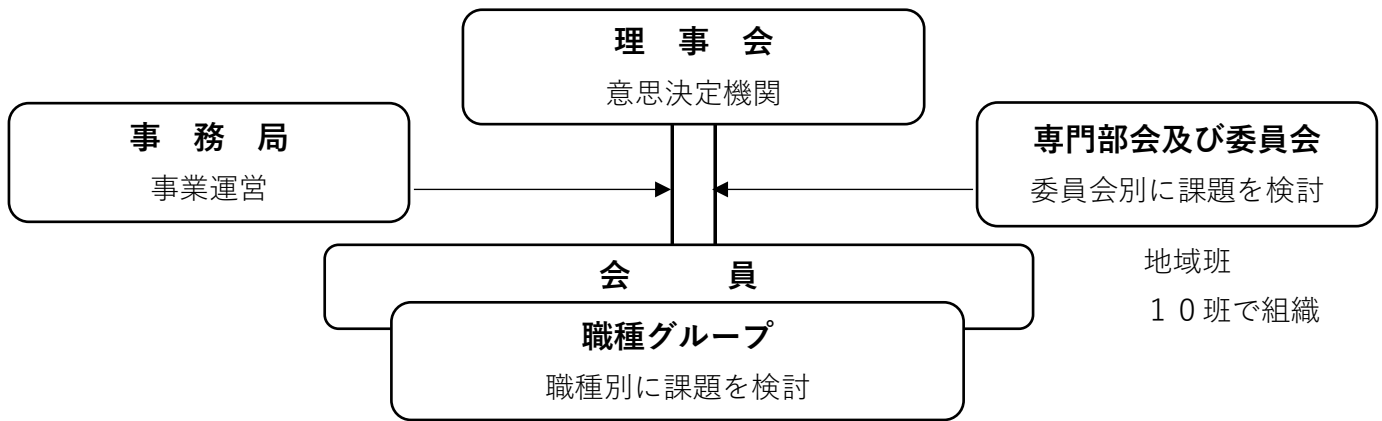 理　事　会
意思決定機関
事　務　局
事業運営
専門部会及び委員会
委員会別に課題を検討
地域班
１０班で組織
会　　　員
職種グループ
職種別に課題を検討